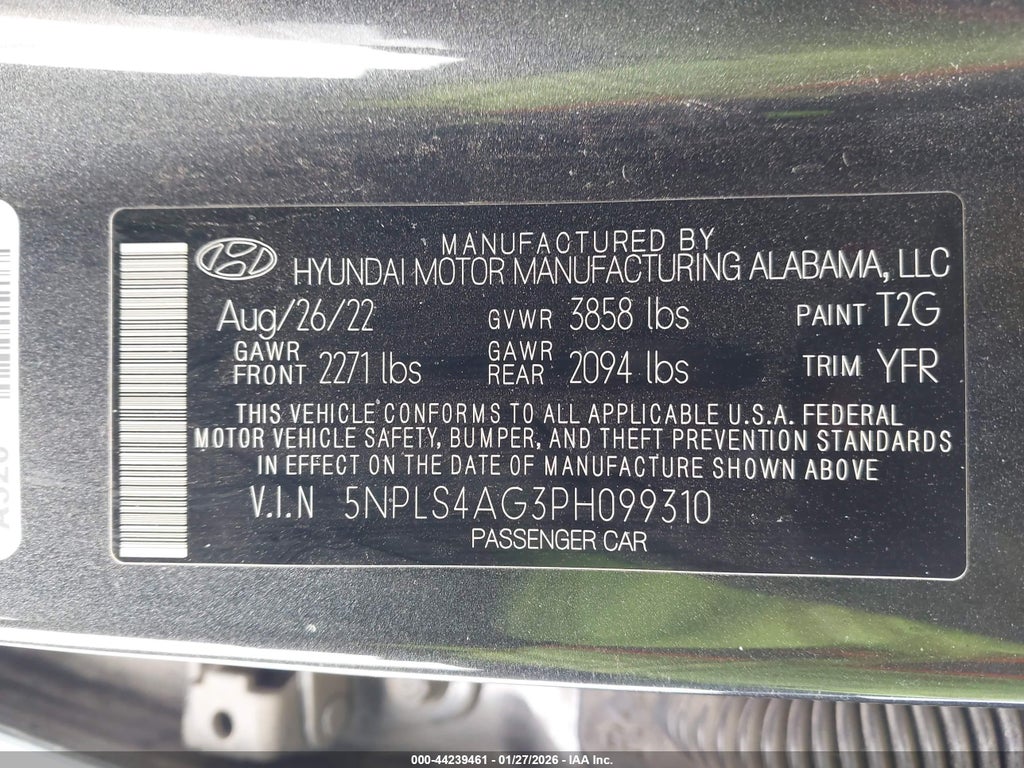 MANUFACTURED BY
HYUNDAI MOTOR MANUFACTURING ALABAMA, LLC
Aug/26/22 GVWR 3858 lbs PAINT T2G
GAWR FRONT 2271 lbs GAWR REAR 2094 lbs TRIM YFR
THIS VEHICLE CONFORMS TO ALL APPLICABLE U.S.A. FEDERAL
MOTOR VEHICLE SAFETY, BUMPER, AND THEFT PREVENTION STANDARDS
IN EFFECT ON THE DATE OF MANUFACTURE SHOWN ABOVE
V.I.N 5NPLS4AG3PH099310
PASSENGER CAR
000-44239461 - 01/27/2026 - IAA Inc.